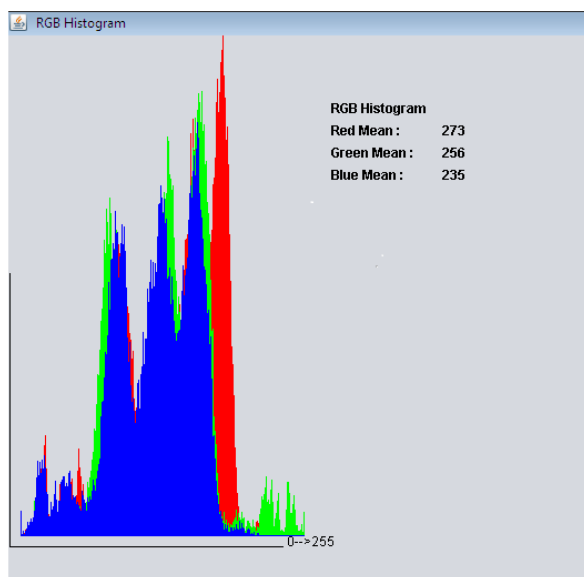 RGB Histogram
RGB Histogram
Red Mean : 273
Green Mean : 256
Blue Mean : 235
0-->255